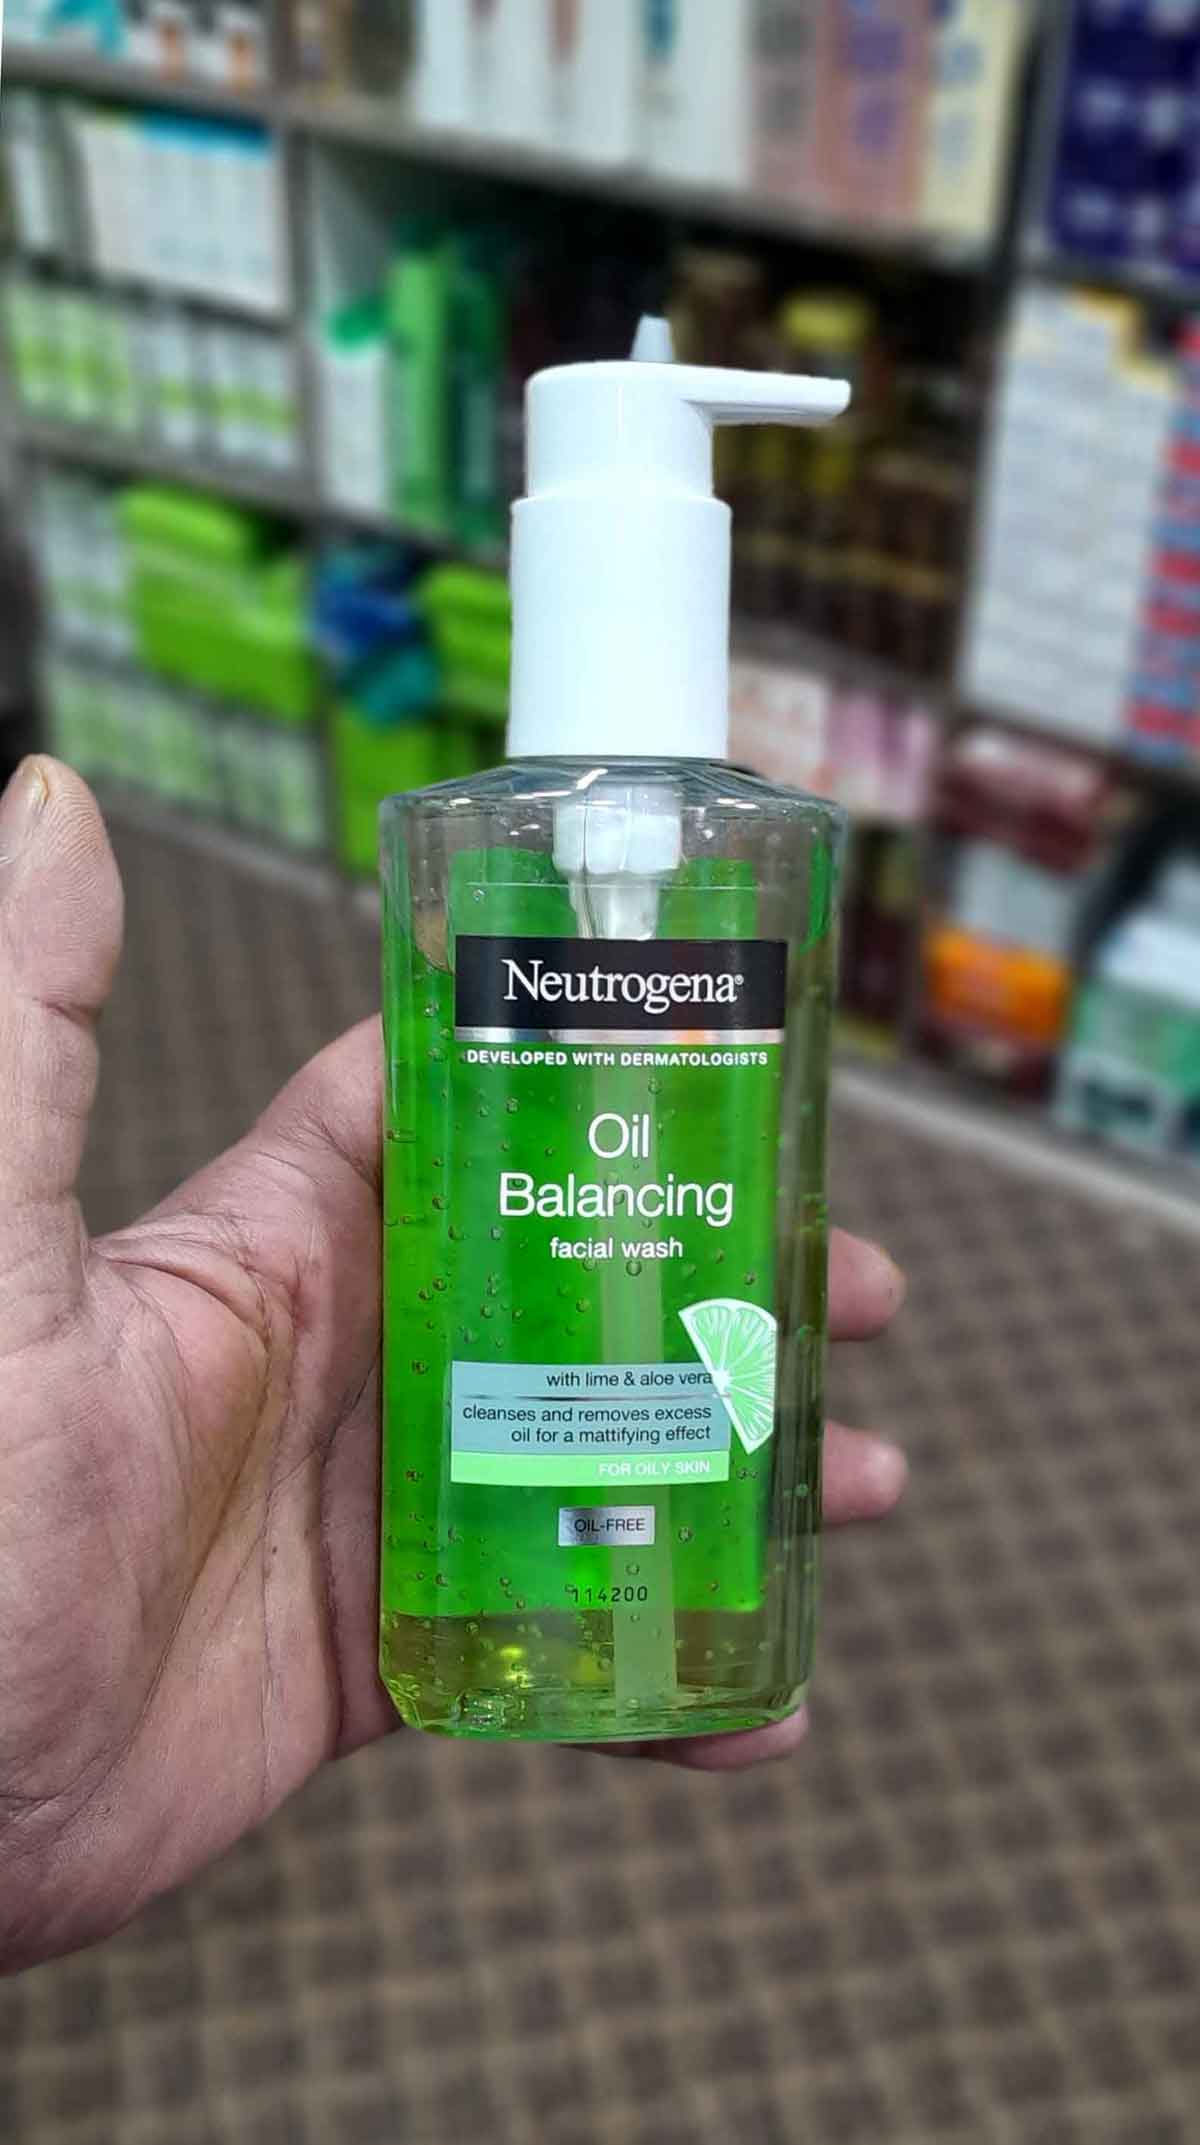 Neutrogena®
DEVELOPED WITH DERMATOLOGISTS
Oil
Balancing
facial wash
with lime & aloe vera
cleanses and removes excess
oil for a mattifying effect
FOR OILY SKIN
OIL-FREE
114200